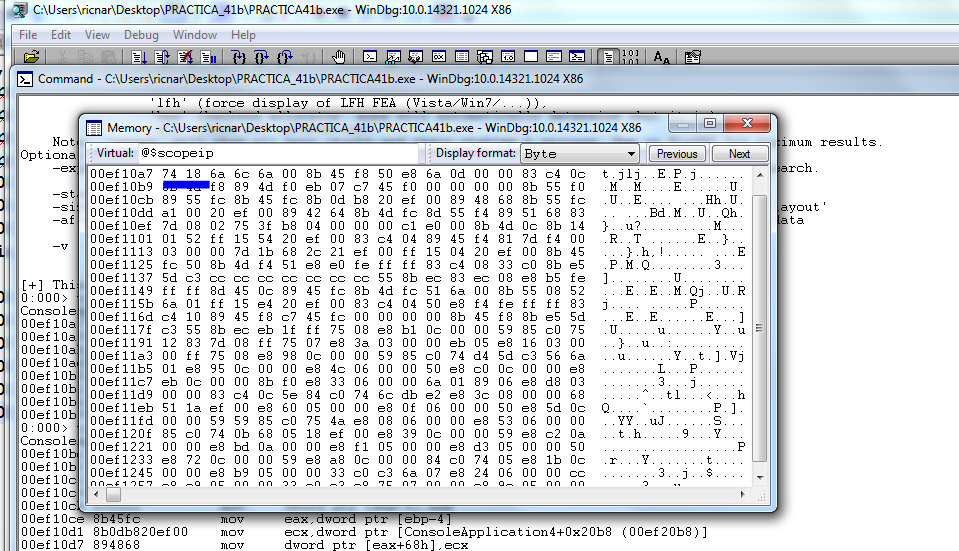 C:\Users\ricnar\Desktop\PRACTICA_41b\PRACTICA41b.exe - WinDbg:10.0.14321.1024 X86
File Edit View Debug Window Help
Command - C:\Users\ricnar\Desktop\PRACTICA_41b\PRACTICA41b.exe - WinDbg:10.0.14321.1024 X86
'lfh' (force display of LFH FEA (Vista/Win7/...)),
Memory - C:\Users\ricnar\Desktop\PRACTICA_41b\PRACTICA41b.exe - WinDbg:10.0.14321.1024 X86
Virtual: @$scopeip Display format: Byte Previous Next
Not ximum results.
Optiona
-ex arch.
-sta
-si ayout'
-af data
-v
[+] This
0:000>
Consol
00ef10a7 74 18 6a 6c 6a 00 8b 45 f8 50 e8 6a 0d 00 00 83 c4 0c t.jlj..E.P.j......
00ef10b9 4d f8 89 4d f0 eb 07 c7 45 f0 00 00 00 00 8b 55 f0
00ef10cb 89 55 fc 8b 45 fc 8b 0d b8 20 ef 00 89 48 68 8b 55 fc .U..E.... ...Hh.U.
00ef10dd a1 00 20 ef 00 89 42 64 8b 4d fc 8d 55 f4 89 51 68 83 .. ...Bd.M..U..Qh.
00ef10ef 7d 08 02 75 3f b8 04 00 00 00 c1 e0 00 8b 4d 0c 8b 14 }..u?.........M...
00ef1101 01 52 ff 15 54 20 ef 00 83 c4 04 89 45 f4 81 7d f4 00 .R..T ......E..}..
00ef1113 03 00 00 7d 1b 68 2c 21 ef 00 ff 15 04 20 ef 00 8b 45 ...}.h,!..... ...E
00ef1125 fc 50 8b 4d f4 51 e8 e0 fe ff ff 83 c4 08 33 c0 8b e5 .P.M.Q........3...
00ef1137 5d c3 cc cc cc cc cc cc cc 55 8b ec 83 ec 08 e8 b5 fe ]........U........
00ef1149 ff ff 8d 45 0c 89 45 fc 8b 4d fc 51 6a 00 8b 55 08 52 ...E..E..M.Qj..U.R
00ef115b 6a 01 ff 15 e4 20 ef 00 83 c4 04 50 e8 f4 fe ff ff 83 j.... .....P......
00ef116d c4 10 89 45 f8 c7 45 fc 00 00 00 00 8b 45 f8 8b e5 5d ...E..E......E...]
00ef117f c3 55 8b ec eb 1f ff 75 08 e8 b1 0c 00 00 59 85 c0 75 .U.....u......Y..u
00ef1191 12 83 7d 08 ff 75 07 e8 3a 03 00 00 eb 05 e8 16 03 00 ..}..u..:.........
00ef11a3 00 ff 75 08 e8 98 0c 00 00 59 85 c0 74 d4 5d c3 56 6a ..u......Y..t.].Vj
00ef11b5 01 e8 95 0c 00 00 e8 4c 06 00 00 50 e8 c0 0c 00 00 e8 .......L...P......
00ef11c7 eb 0c 00 00 8b f0 e8 33 06 00 00 6a 01 89 06 e8 d8 03 .......3...j......
00ef11d9 00 00 83 c4 0c 5e 84 c0 74 6c db e2 e8 3c 08 00 00 68 .....^..tl...<...h
00ef11eb 51 1a ef 00 e8 60 05 00 00 e8 0f 06 00 00 50 e8 5d 0c Q....`........P.].
00ef11fd 00 00 59 59 85 c0 75 4a e8 08 06 00 00 e8 53 06 00 00 ..YY..uJ......S...
00ef120f 85 c0 74 0b 68 05 18 ef 00 e8 39 0c 00 00 59 e8 c2 0a ..t.h.....9...Y...
00ef1221 00 00 e8 bd 0a 00 00 e8 f1 05 00 00 e8 d3 05 00 00 50 .................P
00ef1233 e8 72 0c 00 00 59 e8 a8 0c 00 00 84 c0 74 05 e8 1b 0c .r...Y.......t....
00ef1245 00 00 e8 b9 05 00 00 33 c0 c3 6a 07 e8 24 06 00 00 cc .......3..j..$....
00ef10ce 8b45fc mov eax,dword ptr [ebp-4]
00ef10d1 8b0db820ef00 mov ecx,dword ptr [ConsoleApplication4+0x20b8 (00ef20b8)]
00ef10d7 894868 mov dword ptr [eax+68h],ecx